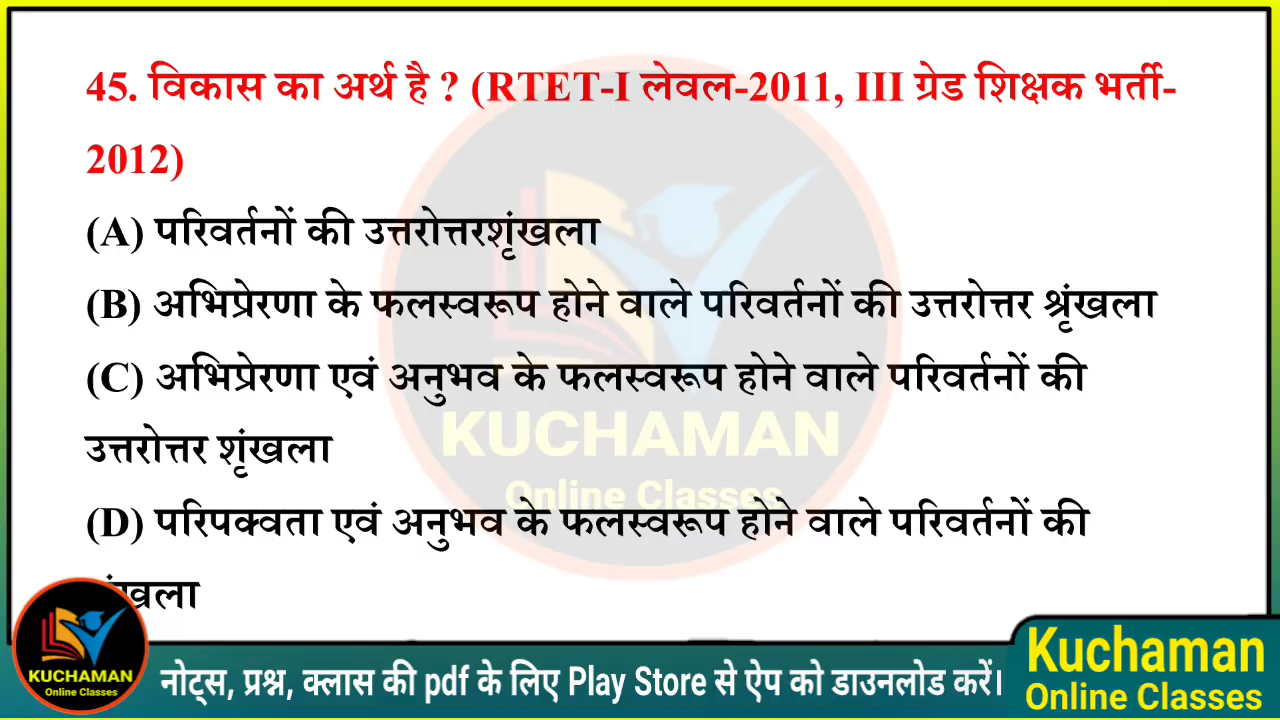 45. विकास का अर्थ है ? (RTET-I लेवल-2011, III ग्रेड शिक्षक भर्ती-
2012)
(A) परिवर्तनों की उत्तरोत्तरशृंखला
(B) अभिप्रेरणा के फलस्वरूप होने वाले परिवर्तनों की उत्तरोत्तर श्रृंखला
(C) अभिप्रेरणा एवं अनुभव के फलस्वरूप होने वाले परिवर्तनों की
उत्तरोत्तर शृंखला
KUCHAMAN
Online Classes
(D) परिपक्वता एवं अनुभव के फलस्वरूप होने वाले परिवर्तनों की
KUCHAMAN
Online Classes
नोट्स, प्रश्न, क्लास की pdf के लिए Play Store से ऐप को डाउनलोड करें।
Kuchaman
Online Classes